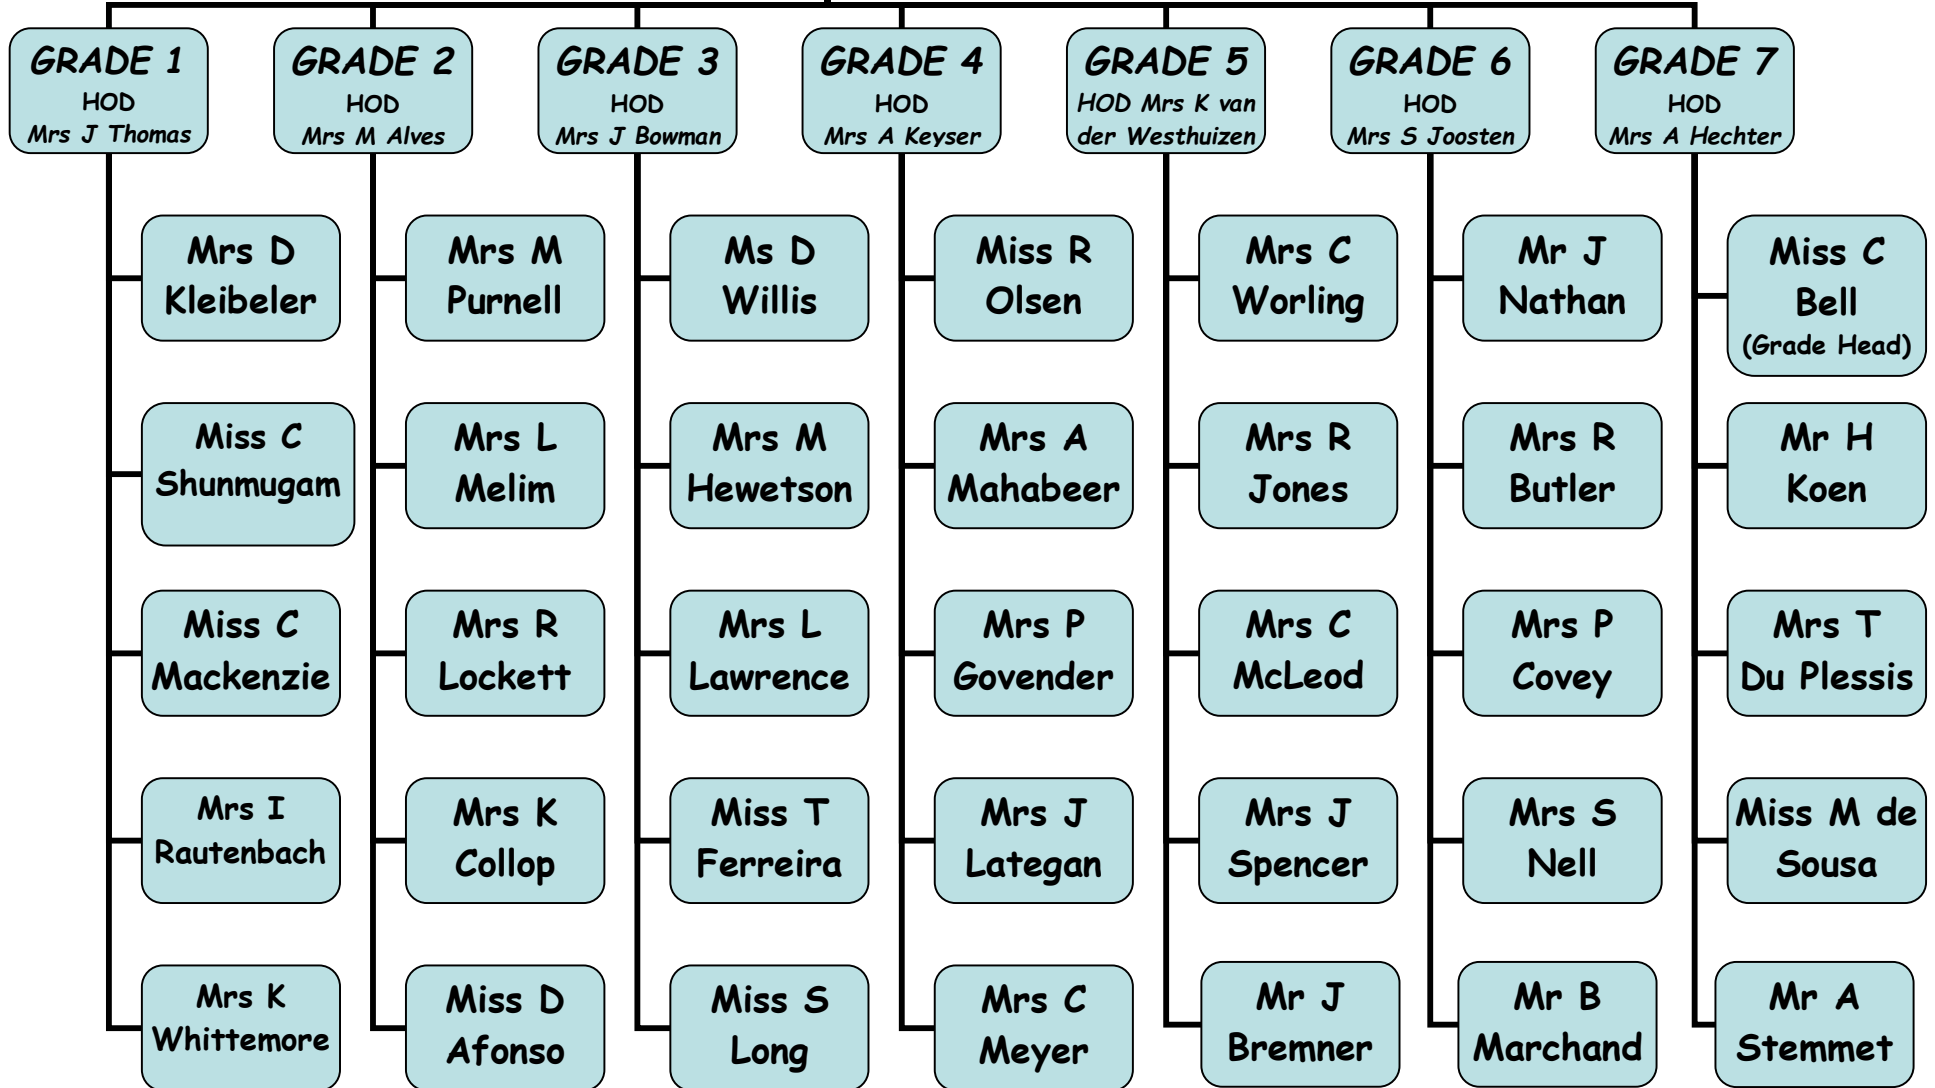 GRADE 1
HOD
Mrs J Thomas
Mrs D
Kleibeler
Miss C
Shunmugam
Miss C
Mackenzie
Mrs I
Rautenbach
Mrs K
Whittemore
GRADE 2
HOD
Mrs M Alves
Mrs M
Purnell
Mrs L
Melim
Mrs R
Lockett
Mrs K
Collop
Miss D
Afonso
GRADE 3
HOD
Mrs J Bowman
Ms D
Willis
Mrs M
Hewetson
Mrs L
Lawrence
Miss T
Ferreira
Miss S
Long
GRADE 4
HOD
Mrs A Keyser
Miss R
Olsen
Mrs A
Mahabeer
Mrs P
Govender
Mrs J
Lategan
Mrs C
Meyer
GRADE 5
HOD Mrs K van
der Westhuizen
Mrs C
Worling
Mrs R
Jones
Mrs C
McLeod
Mrs J
Spencer
Mr J
Bremner
GRADE 6
HOD
Mrs S Joosten
Mr J
Nathan
Mrs R
Butler
Mrs P
Covey
Mrs S
Nell
Mr B
Marchand
GRADE 7
HOD
Mrs A Hechter
Miss C
Bell
(Grade Head)
Mr H
Koen
Mrs T
Du Plessis
Miss M de
Sousa
Mr A
Stemmet